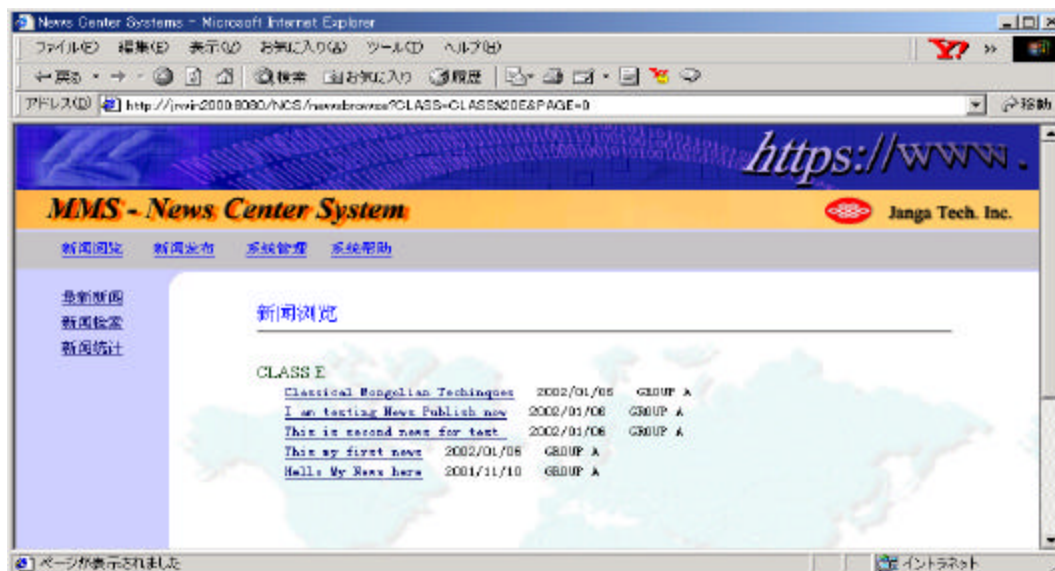 News Center Systems - Microsoft Internet Explorer
ファイル(F) 編集(E) 表示(V) お気に入り(A) ツール(T) ヘルプ(H)
戻る 検索 お気に入り 履歴
アドレス(D) http://jrwin2000:8080/NCS/newsbrowse?CLASS=CLASS%20E&PAGE=0 移動
https://www.
MMS - News Center System Janga Tech. Inc.
新闻阅览 新闻发布 系统管理 系统帮助
最新新闻
新闻检索
新闻统计
新闻浏览
CLASS E
Classical Mongolian Techinques 2002/01/06 GROUP A
I am testing News Publish now 2002/01/06 GROUP A
This is second news for test 2002/01/06 GROUP A
This my first news 2002/01/06 GROUP A
Hello My News here 2001/11/10 GROUP A
ページが表示されました イントラネット